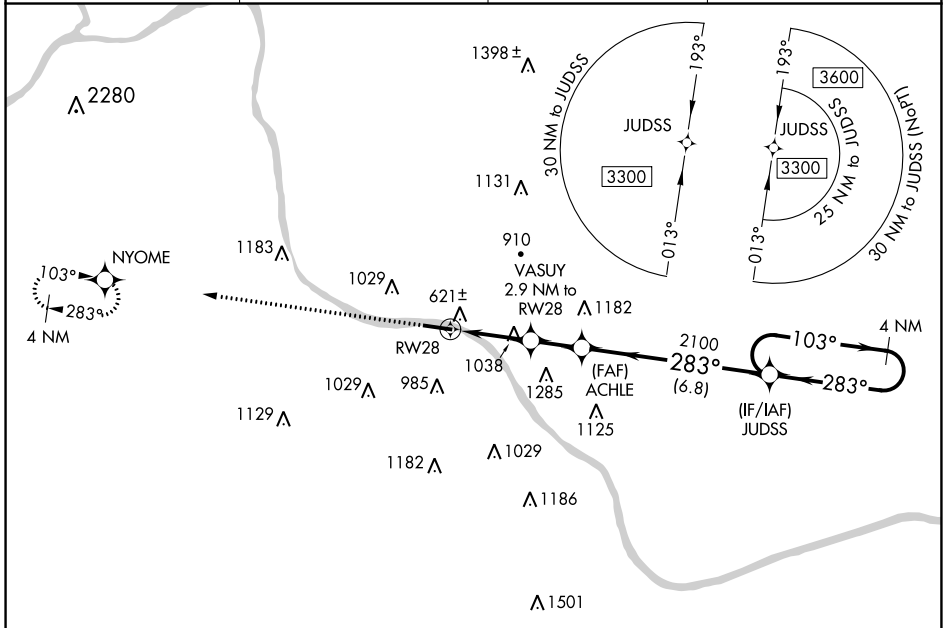 1398±
2280
30 NM to JUDSS
193°
JUDSS
3300
013°
193°
3600
JUDSS
3300
25 NM to JUDSS
30 NM to JUDSS (NoPT)
013°
1131
910
VASUY
2.9 NM to
RW28
1183
NYOME
103°
283°
4 NM
1029
621±
1182
RW28
1038
2100
283°
(6.8)
103°
4 NM
283°
(FAF)
ACHLE
(IF/IAF)
JUDSS
1285
1029
985
1129
1125
1182
1029
1186
1501